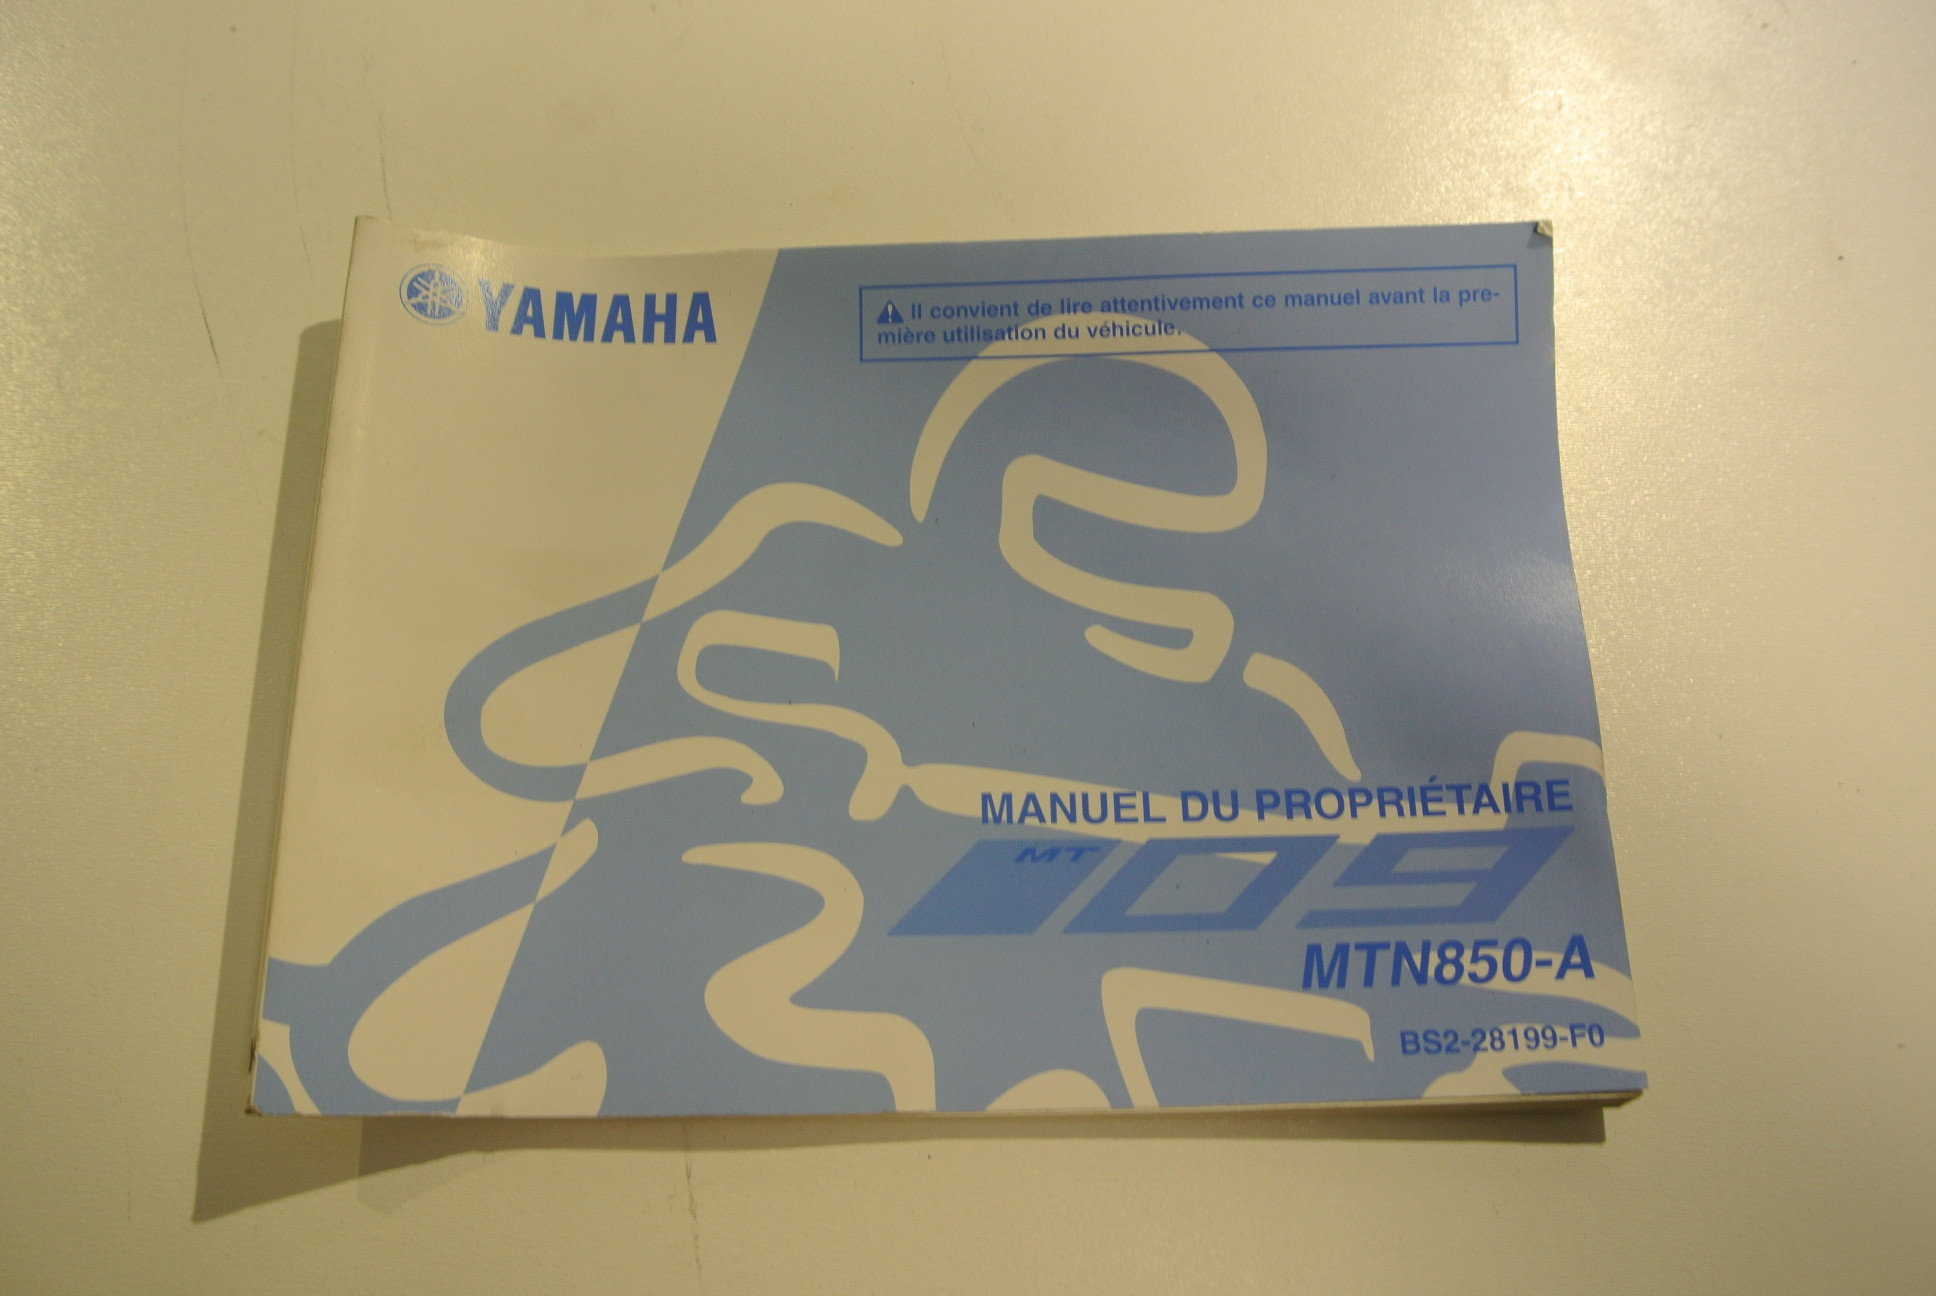 YAMAHA
Il convient de lire attentivement ce manuel avant la pre-
mière utilisation du véhicule.
MANUEL DU PROPRIÉTAIRE
MT
09
MTN850-A
BS2-28199-F0